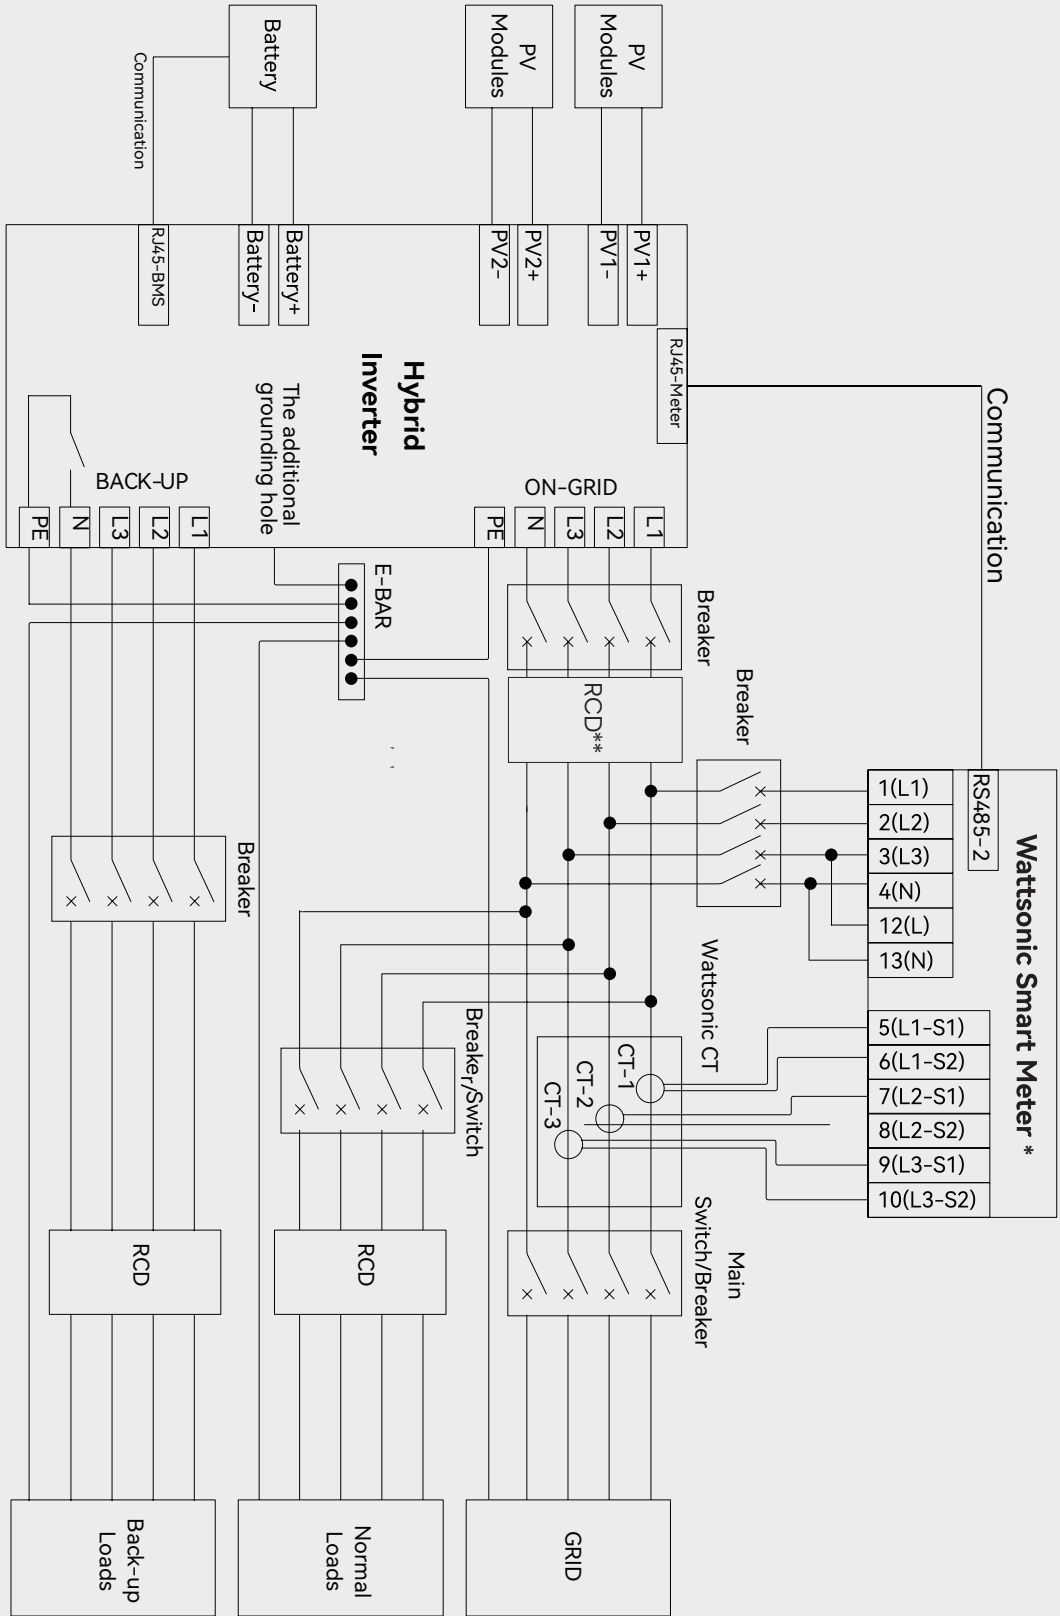 Battery
PV
Modules
PV
Modules
Communication
RJ45-BMS
Battery-
Battery+
PV2-
PV2+
PV1-
PV1+
RJ45-Meter
Communication
Hybrid
Inverter
The additional
grounding hole
BACK-UP
ON-GRID
PE
N
L3
L2
L1
PE
N
L3
L2
L1
E-BAR
Breaker
RCD**
Breaker
RS485-2
Wattsonic Smart Meter *
1(L1)
2(L2)
3(L3)
4(N)
12(L)
13(N)
5(L1-S1)
6(L1-S2)
7(L2-S1)
8(L2-S2)
9(L3-S1)
10(L3-S2)
Breaker
Wattsonic CT
Breaker/Switch
CT-1
CT-2
CT-3
Main
Switch/Breaker
RCD
RCD
Back-up
Loads
Normal
Loads
GRID